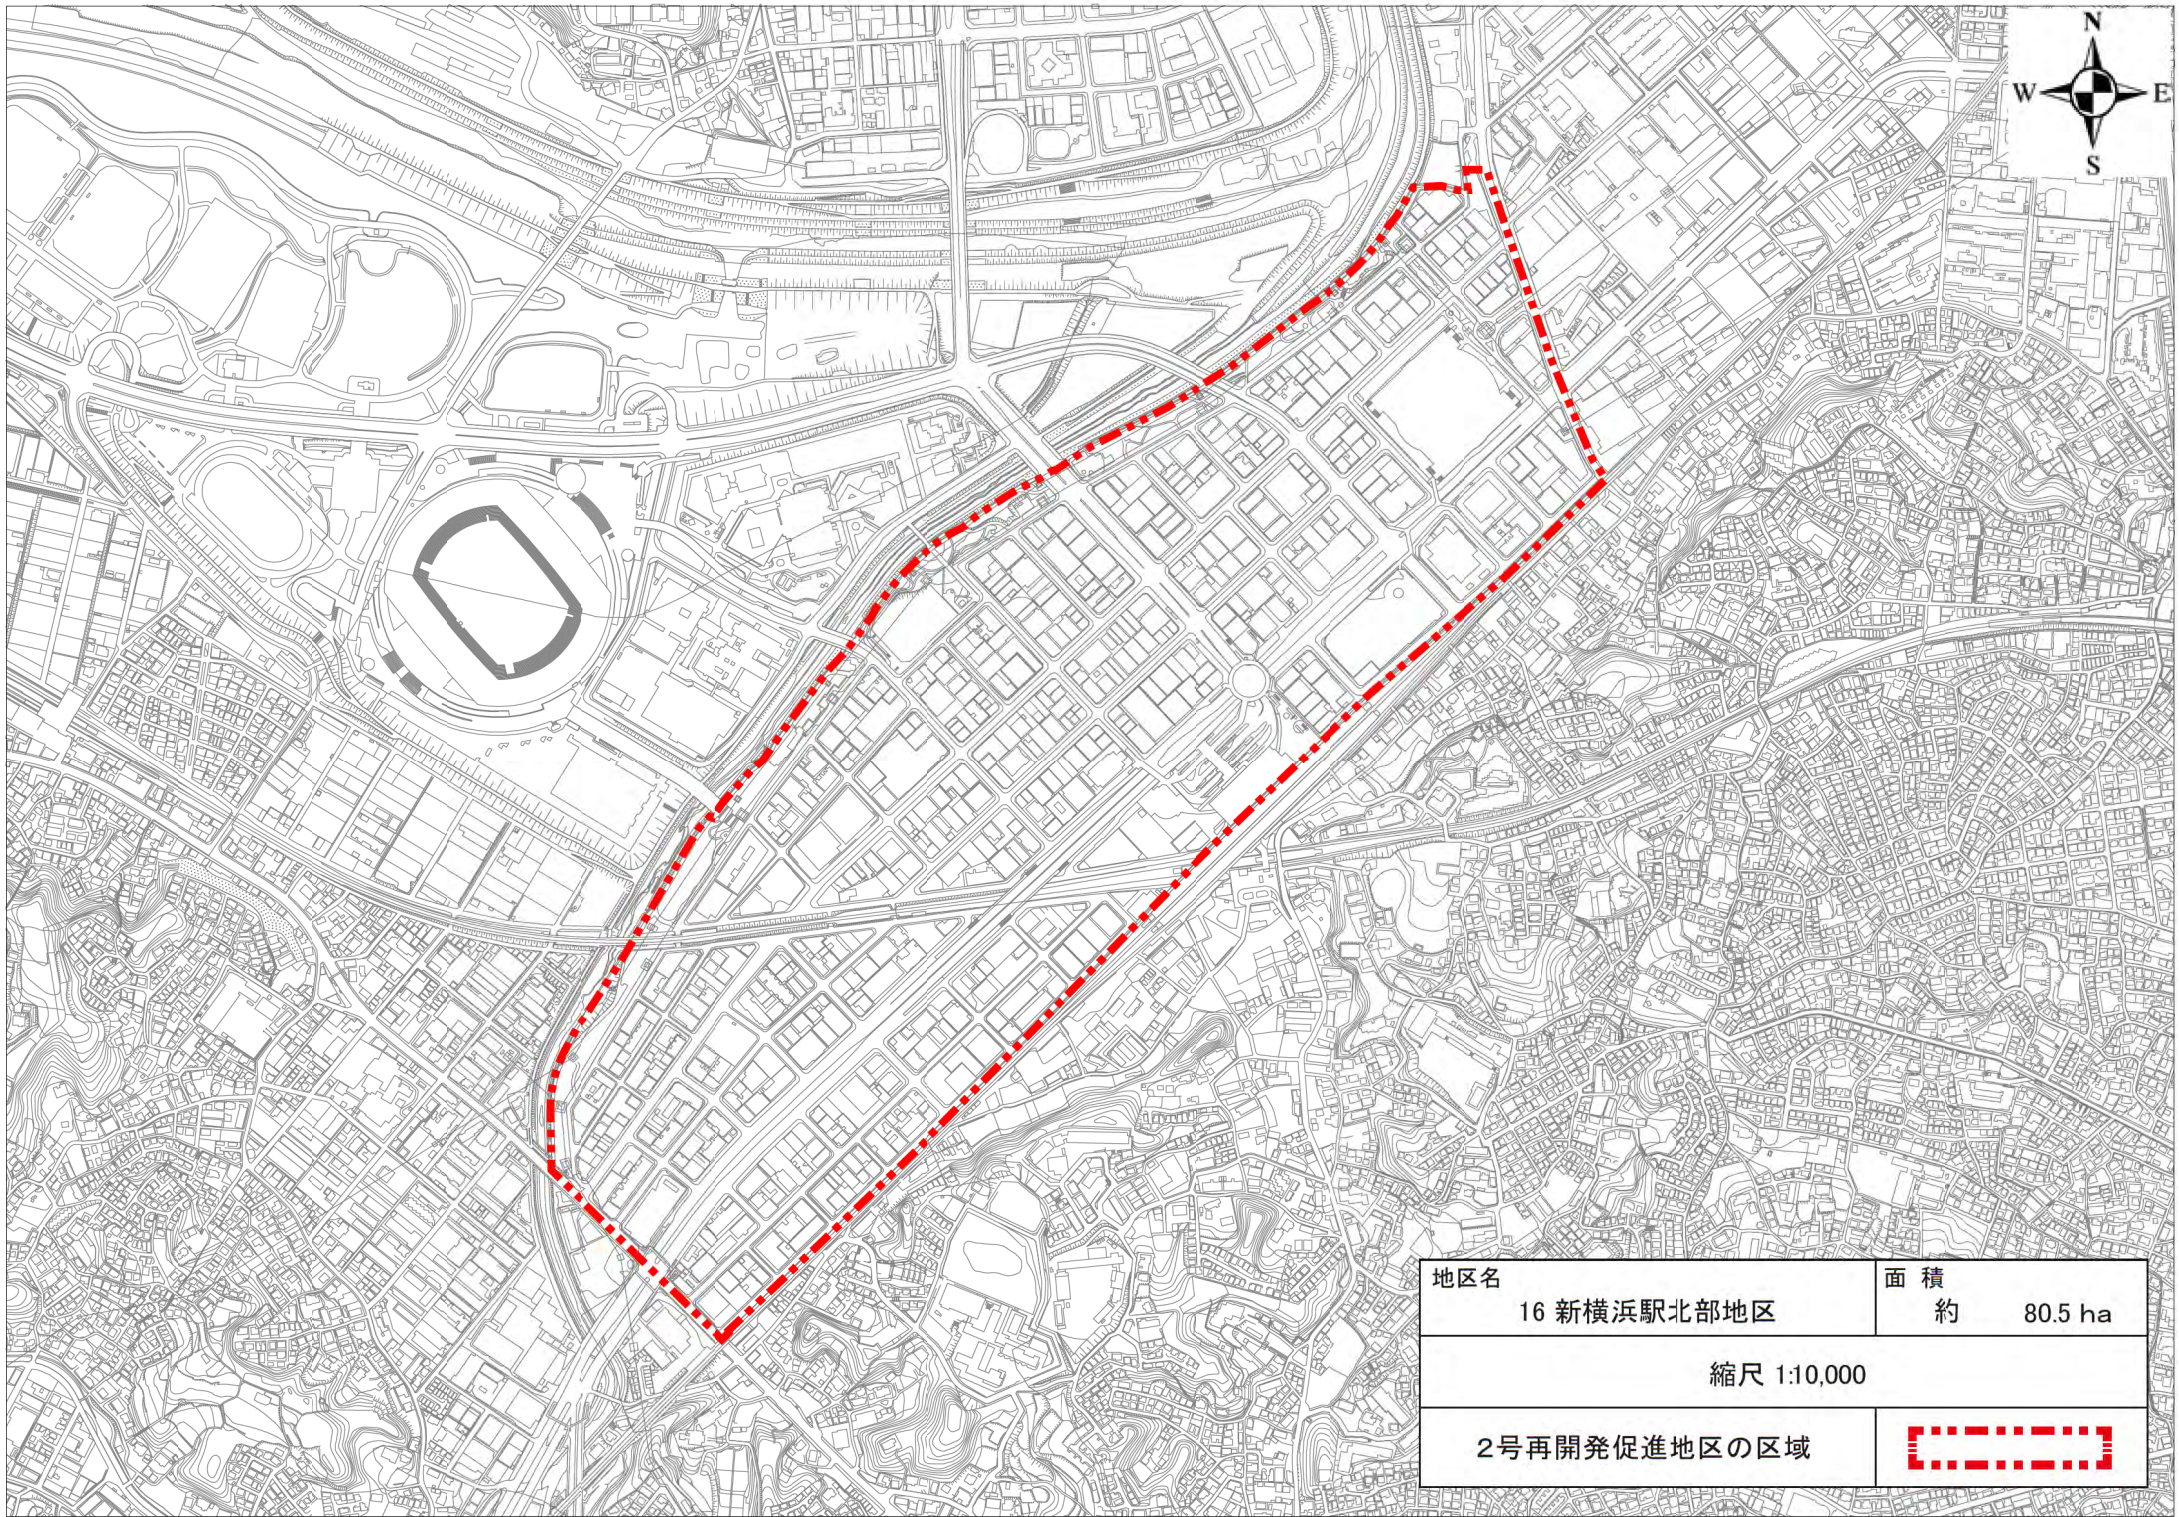 N
W E
S
地区名
16 新横浜駅北部地区
面 積
約 80.5 ha
縮尺 1:10,000
2号再開発促進地区の区域